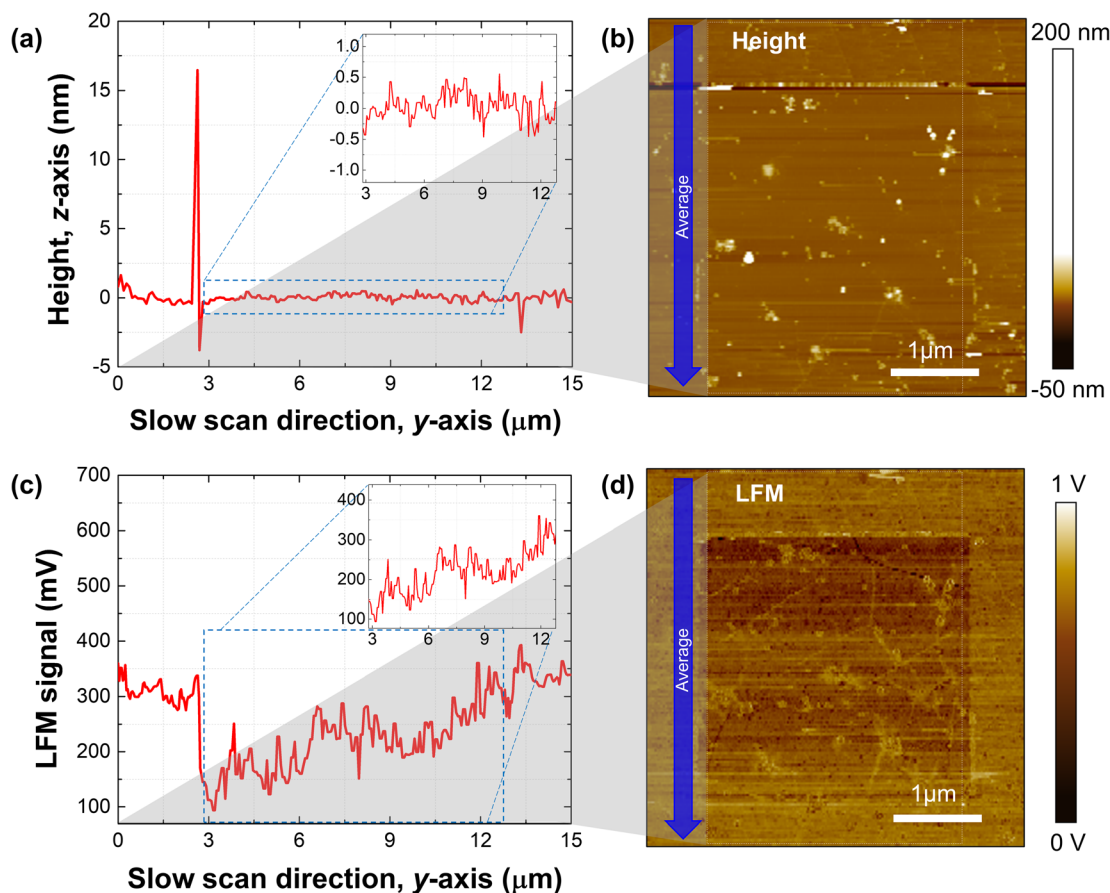 (a)
20
15
10
5
0
-5
Height, z-axis (nm)
0 3 6 9 12 15
Slow scan direction, y-axis (μm)
1.0
0.5
0.0
-0.5
-1.0
3 6 9 12
(b)
Height
Average
1μm
200 nm
-50 nm
(c)
700
600
500
400
300
200
100
LFM signal (mV)
0 3 6 9 12 15
Slow scan direction, y-axis (μm)
400
300
200
100
3 6 9 12
(d)
LFM
Average
1μm
1 V
0 V